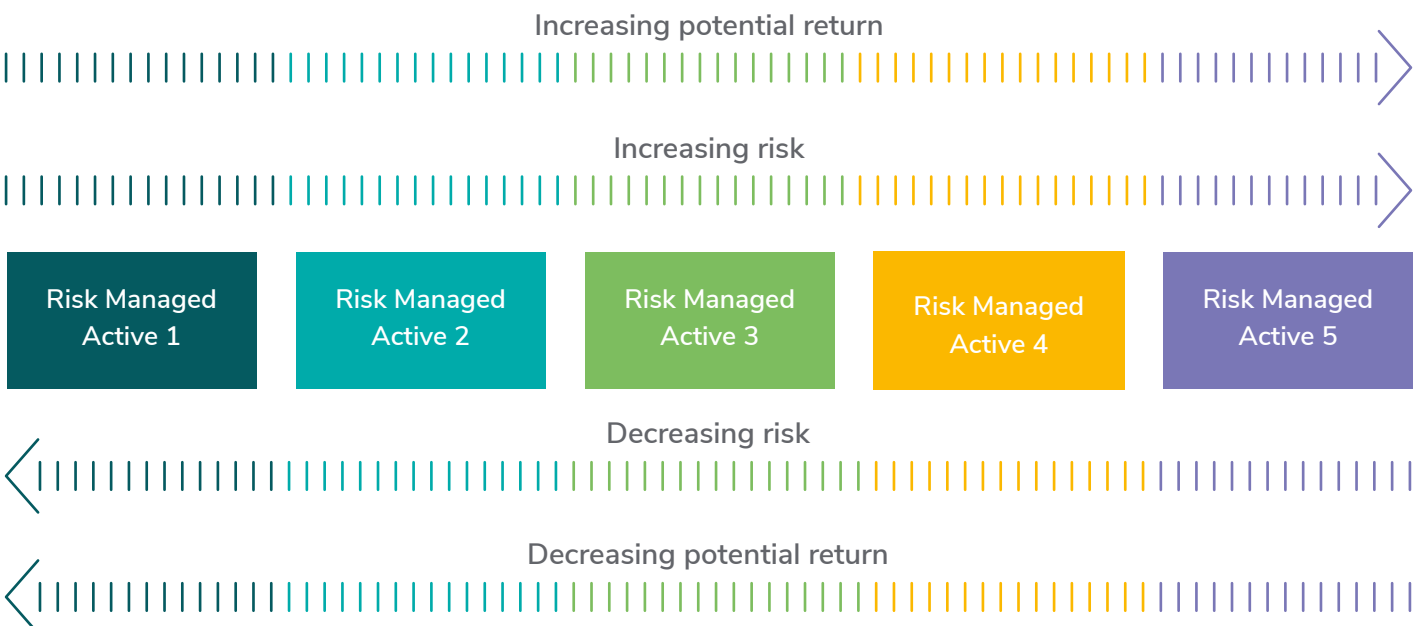 Increasing potential return
Increasing risk
Risk Managed
Active 1
Risk Managed
Active 2
Risk Managed
Active 3
Risk Managed
Active 4
Risk Managed
Active 5
Decreasing risk
Decreasing potential return